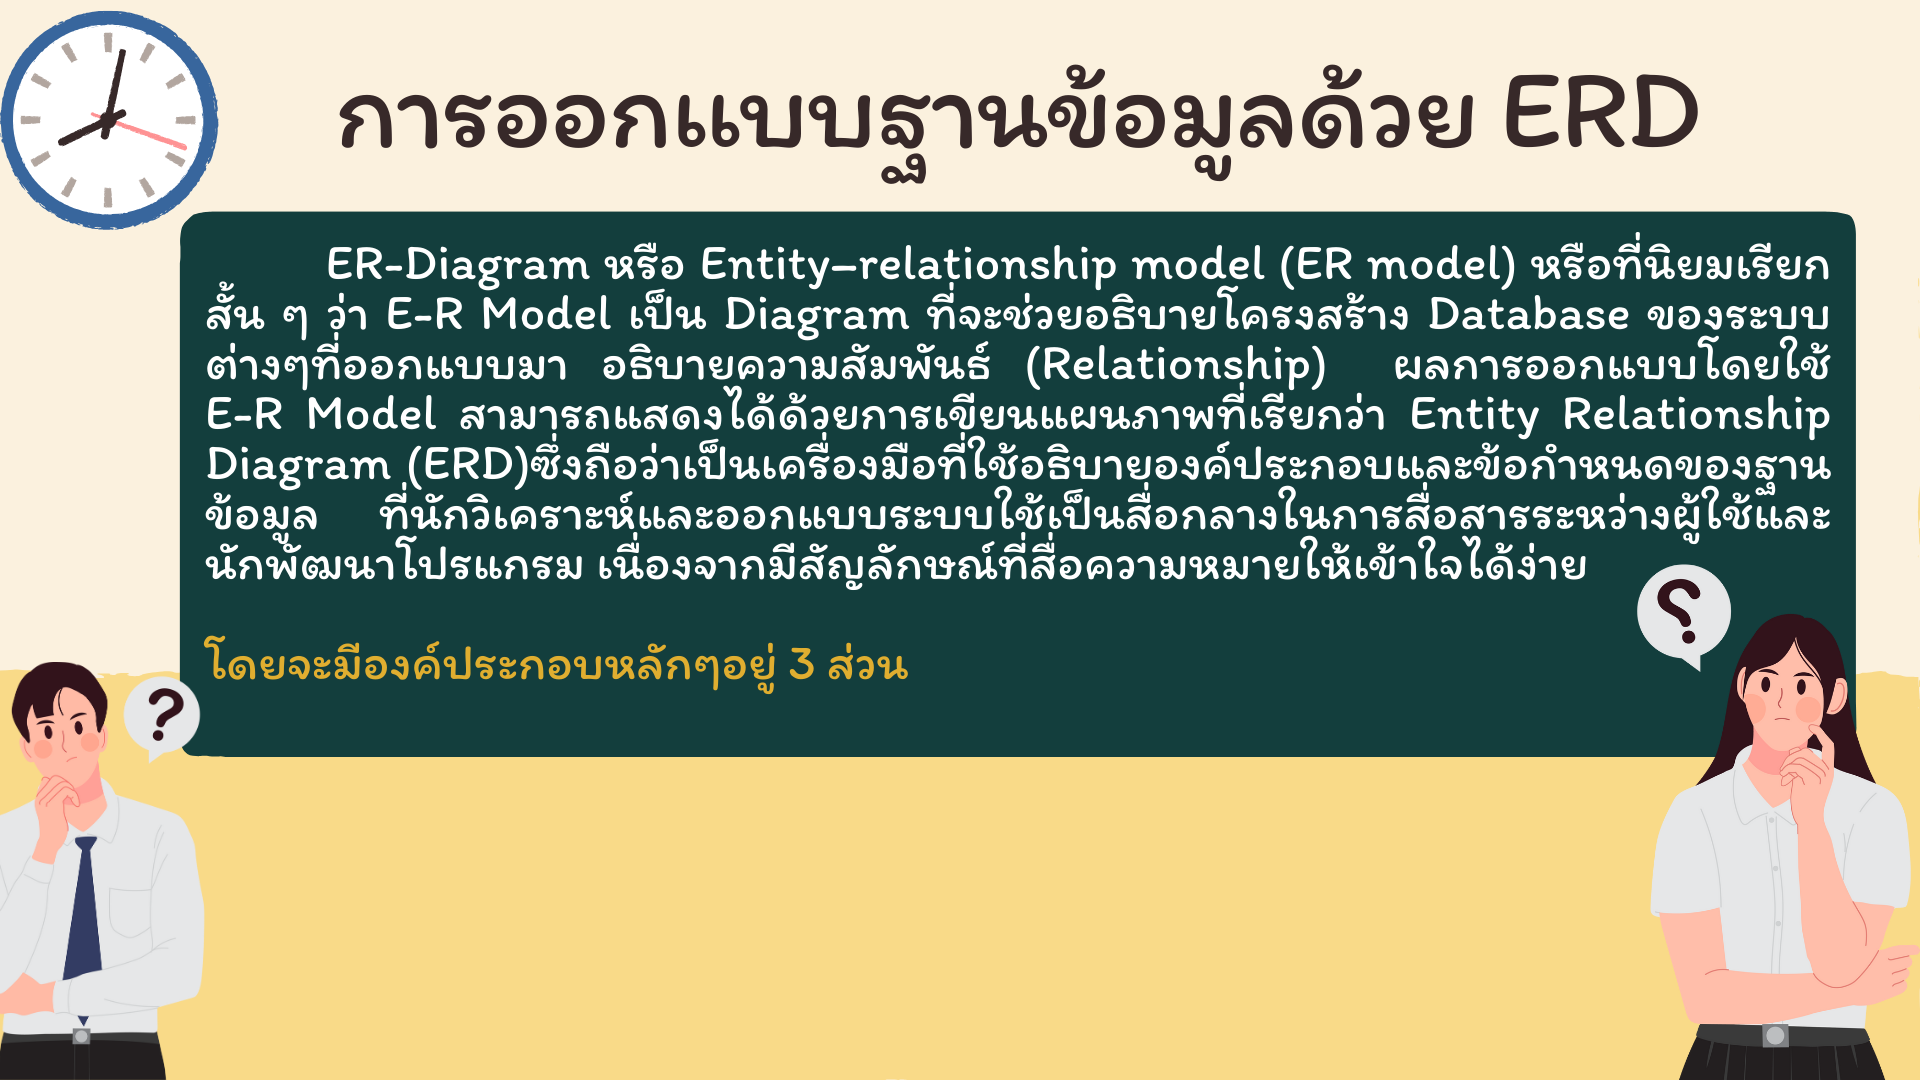 การออกแบบฐานข้อมูลด้วย ERD
ER-Diagram หรือ Entity–relationship model (ER model) หรือที่นิยมเรียก
สั้น ๆ ว่า E-R Model เป็น Diagram ที่จะช่วยอธิบายโครงสร้าง Database ของระบบ
ต่างๆที่ออกแบบมา อธิบายความสัมพันธ์ (Relationship) ผลการออกแบบโดยใช้
E-R Model สามารถแสดงได้ด้วยการเขียนแผนภาพที่เรียกว่า Entity Relationship
Diagram (ERD)ซึ่งถือว่าเป็นเครื่องมือที่ใช้อธิบายองค์ประกอบและข้อกำหนดของฐาน
ข้อมูล ที่นักวิเคราะห์และออกแบบระบบใช้เป็นสื่อกลางในการสื่อสารระหว่างผู้ใช้และ
นักพัฒนาโปรแกรม เนื่องจากมีสัญลักษณ์ที่สื่อความหมายให้เข้าใจได้ง่าย
โดยจะมีองค์ประกอบหลักๆอยู่ 3 ส่วน
?
?